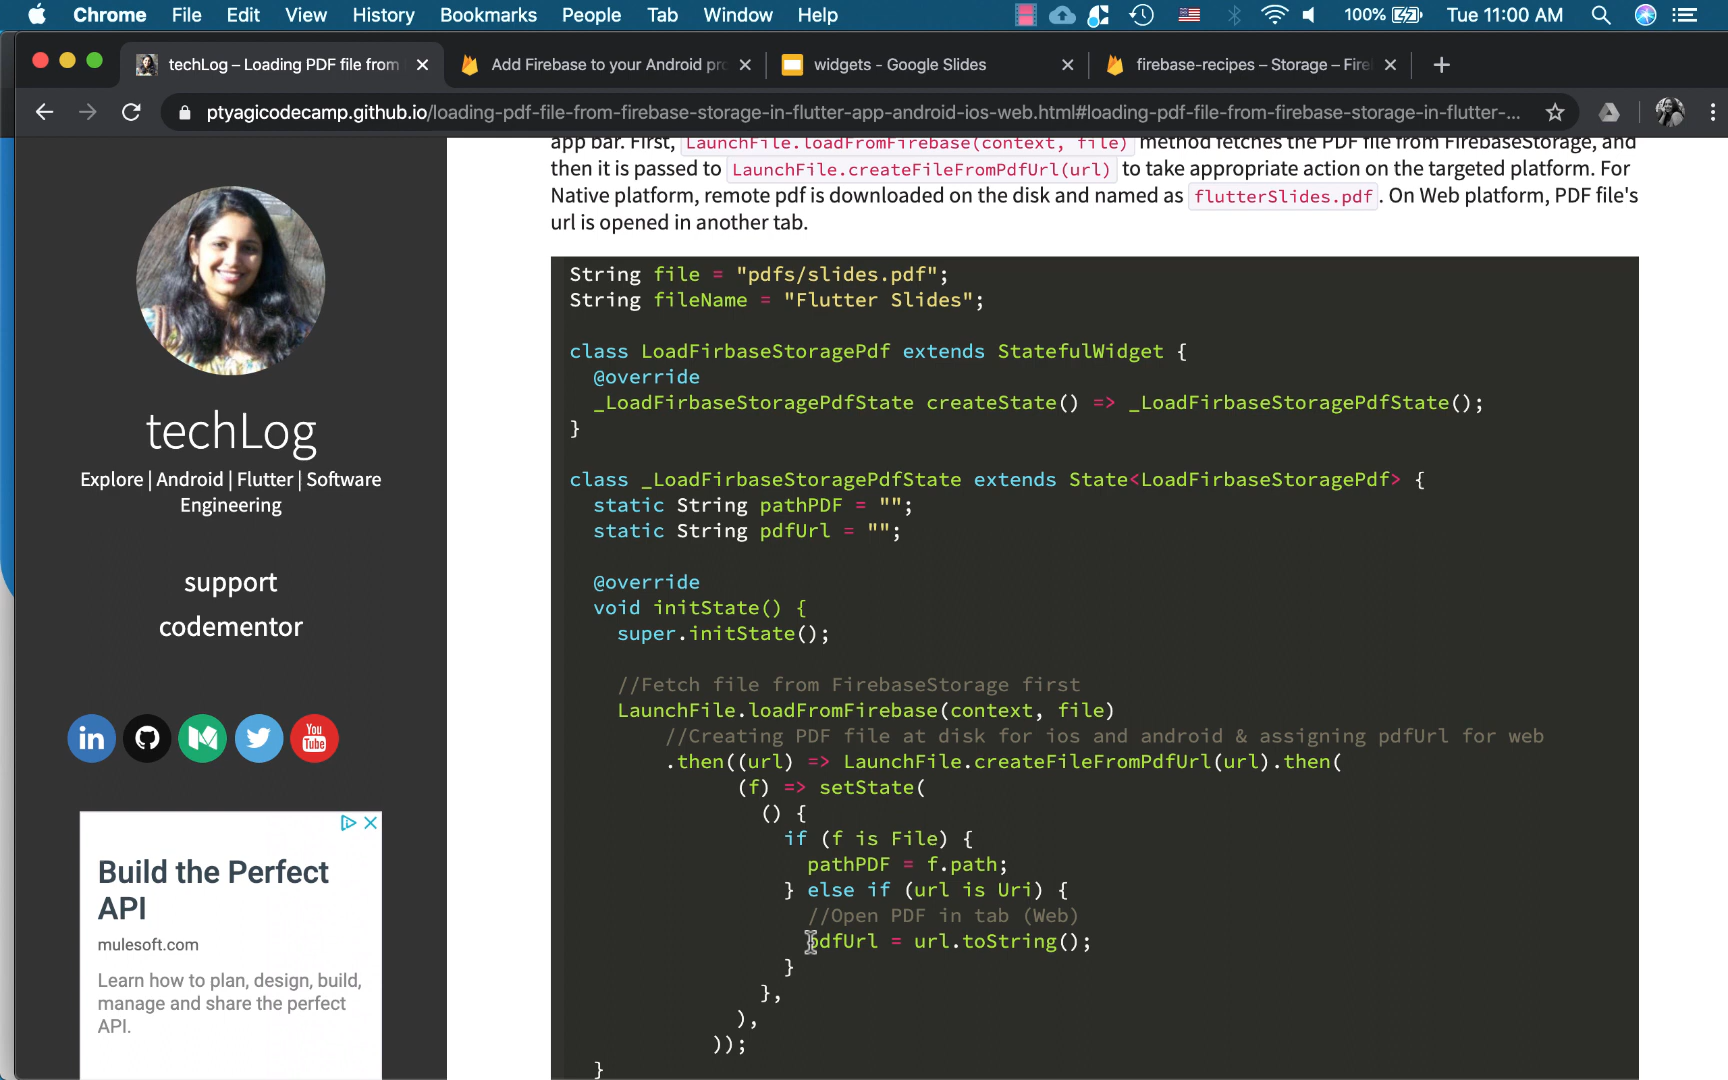 Chrome File Edit View History Bookmarks People Tab Window Help 100% Tue 11:00 AM
techLog – Loading PDF file from Add Firebase to your Android pro widgets - Google Slides firebase-recipes – Storage – Fire
ptyagicodecamp.github.io/loading-pdf-file-from-firebase-storage-in-flutter-app-android-ios-web.html#loading-pdf-file-from-firebase-storage-in-flutter-...
techLog
Explore | Android | Flutter | Software
Engineering
support
codementor
in
You
Tube
Build the Perfect
API
mulesoft.com
Learn how to plan, design, build,
manage and share the perfect
API.
app bar. First, LaunchFile.loadFromFirebase(context, file) method fetches the PDF file from FirebaseStorage, and
then it is passed to LaunchFile.createFileFromPdfUrl(url) to take appropriate action on the targeted platform. For
Native platform, remote pdf is downloaded on the disk and named as flutterSlides.pdf . On Web platform, PDF file's
url is opened in another tab.
String file = "pdfs/slides.pdf";
String fileName = "Flutter Slides";
class LoadFirbaseStoragePdf extends StatefulWidget {
@override
_LoadFirbaseStoragePdfState createState() => _LoadFirbaseStoragePdfState();
}
class _LoadFirbaseStoragePdfState extends State<LoadFirbaseStoragePdf> {
static String pathPDF = "";
static String pdfUrl = "";
@override
void initState() {
super.initState();
//Fetch file from FirebaseStorage first
LaunchFile.loadFromFirebase(context, file)
//Creating PDF file at disk for ios and android & assigning pdfUrl for web
.then((url) => LaunchFile.createFileFromPdfUrl(url).then(
(f) => setState(
() {
if (f is File) {
pathPDF = f.path;
} else if (url is Uri) {
//Open PDF in tab (Web)
pdfUrl = url.toString();
}
},
),
));
}